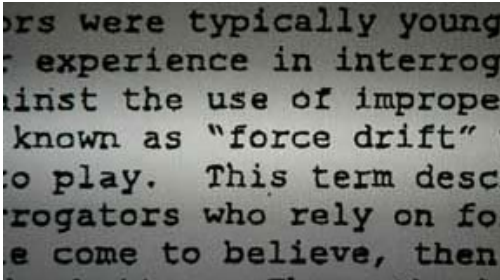 ors were typically young
r experience in interrog
ainst the use of imprope
known as "force drift"
to play. This term desc
rrogators who rely on fo
e come to believe, then